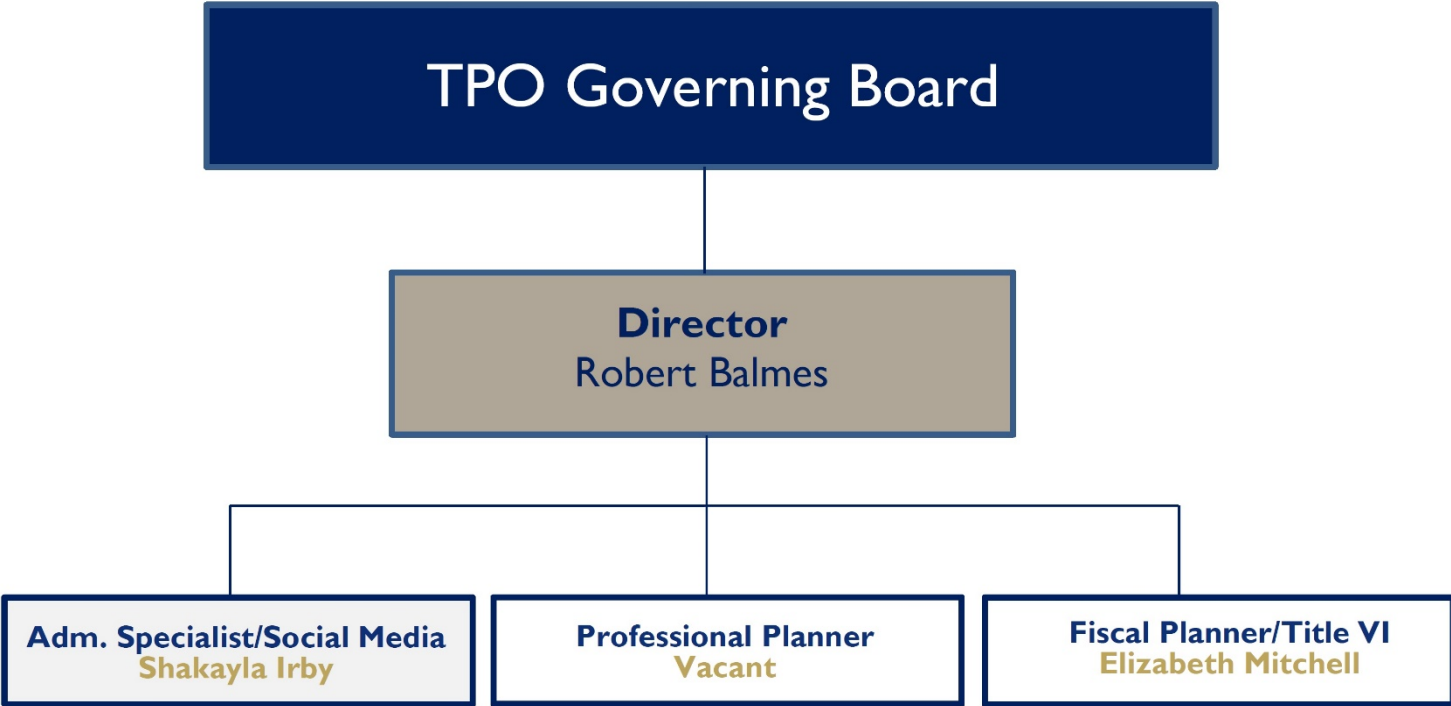 TPO Governing Board
Director
Robert Balmes
Adm. Specialist/Social Media
Shakayla Irby
Professional Planner
Vacant
Fiscal Planner/Title VI
Elizabeth Mitchell